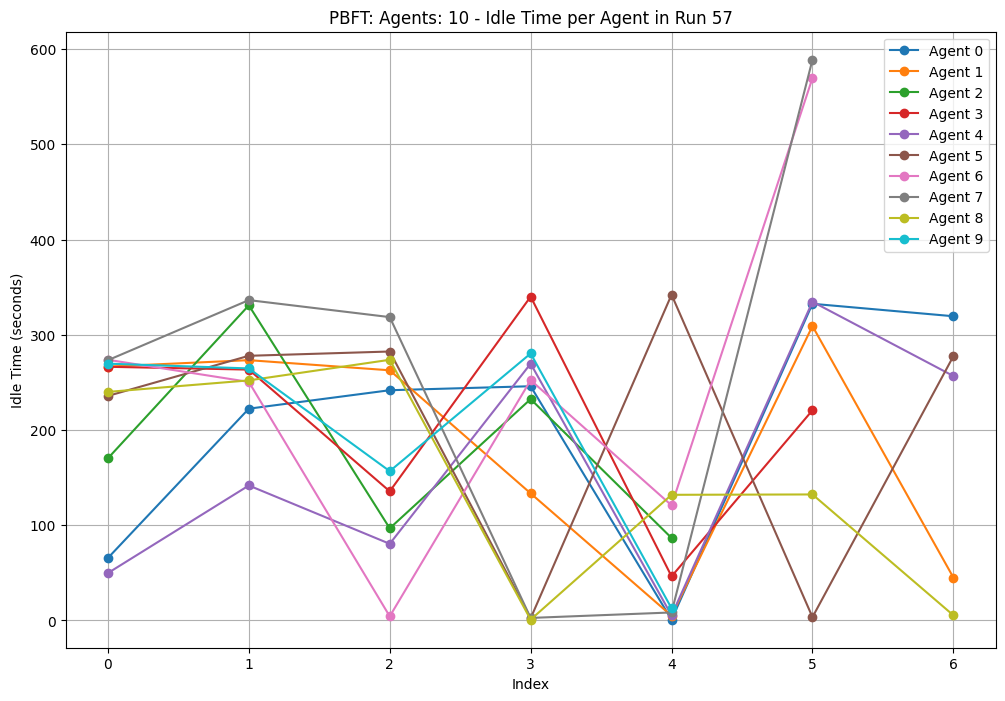 PBFT: Agents: 10 - Idle Time per Agent in Run 57
Idle Time (seconds)
600
500
400
300
200
100
0
0 1 2 3 4 5 6
Index
Agent 0
Agent 1
Agent 2
Agent 3
Agent 4
Agent 5
Agent 6
Agent 7
Agent 8
Agent 9